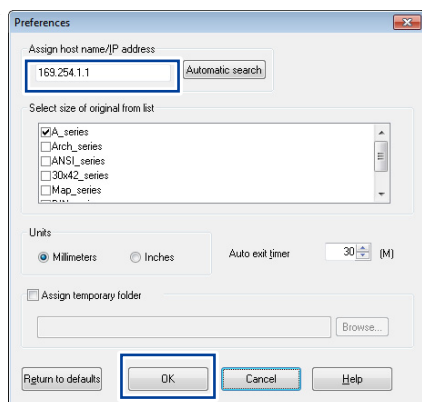 Preferences
Assign host name/IP address
169.254.1.1
Automatic search
Select size of original from list
A_series
Arch_series
ANSI_series
30x42_series
Map_series
Units
Millimeters
Inches
Auto exit timer
30
(M)
Assign temporary folder
Browse...
Return to defaults
OK
Cancel
Help